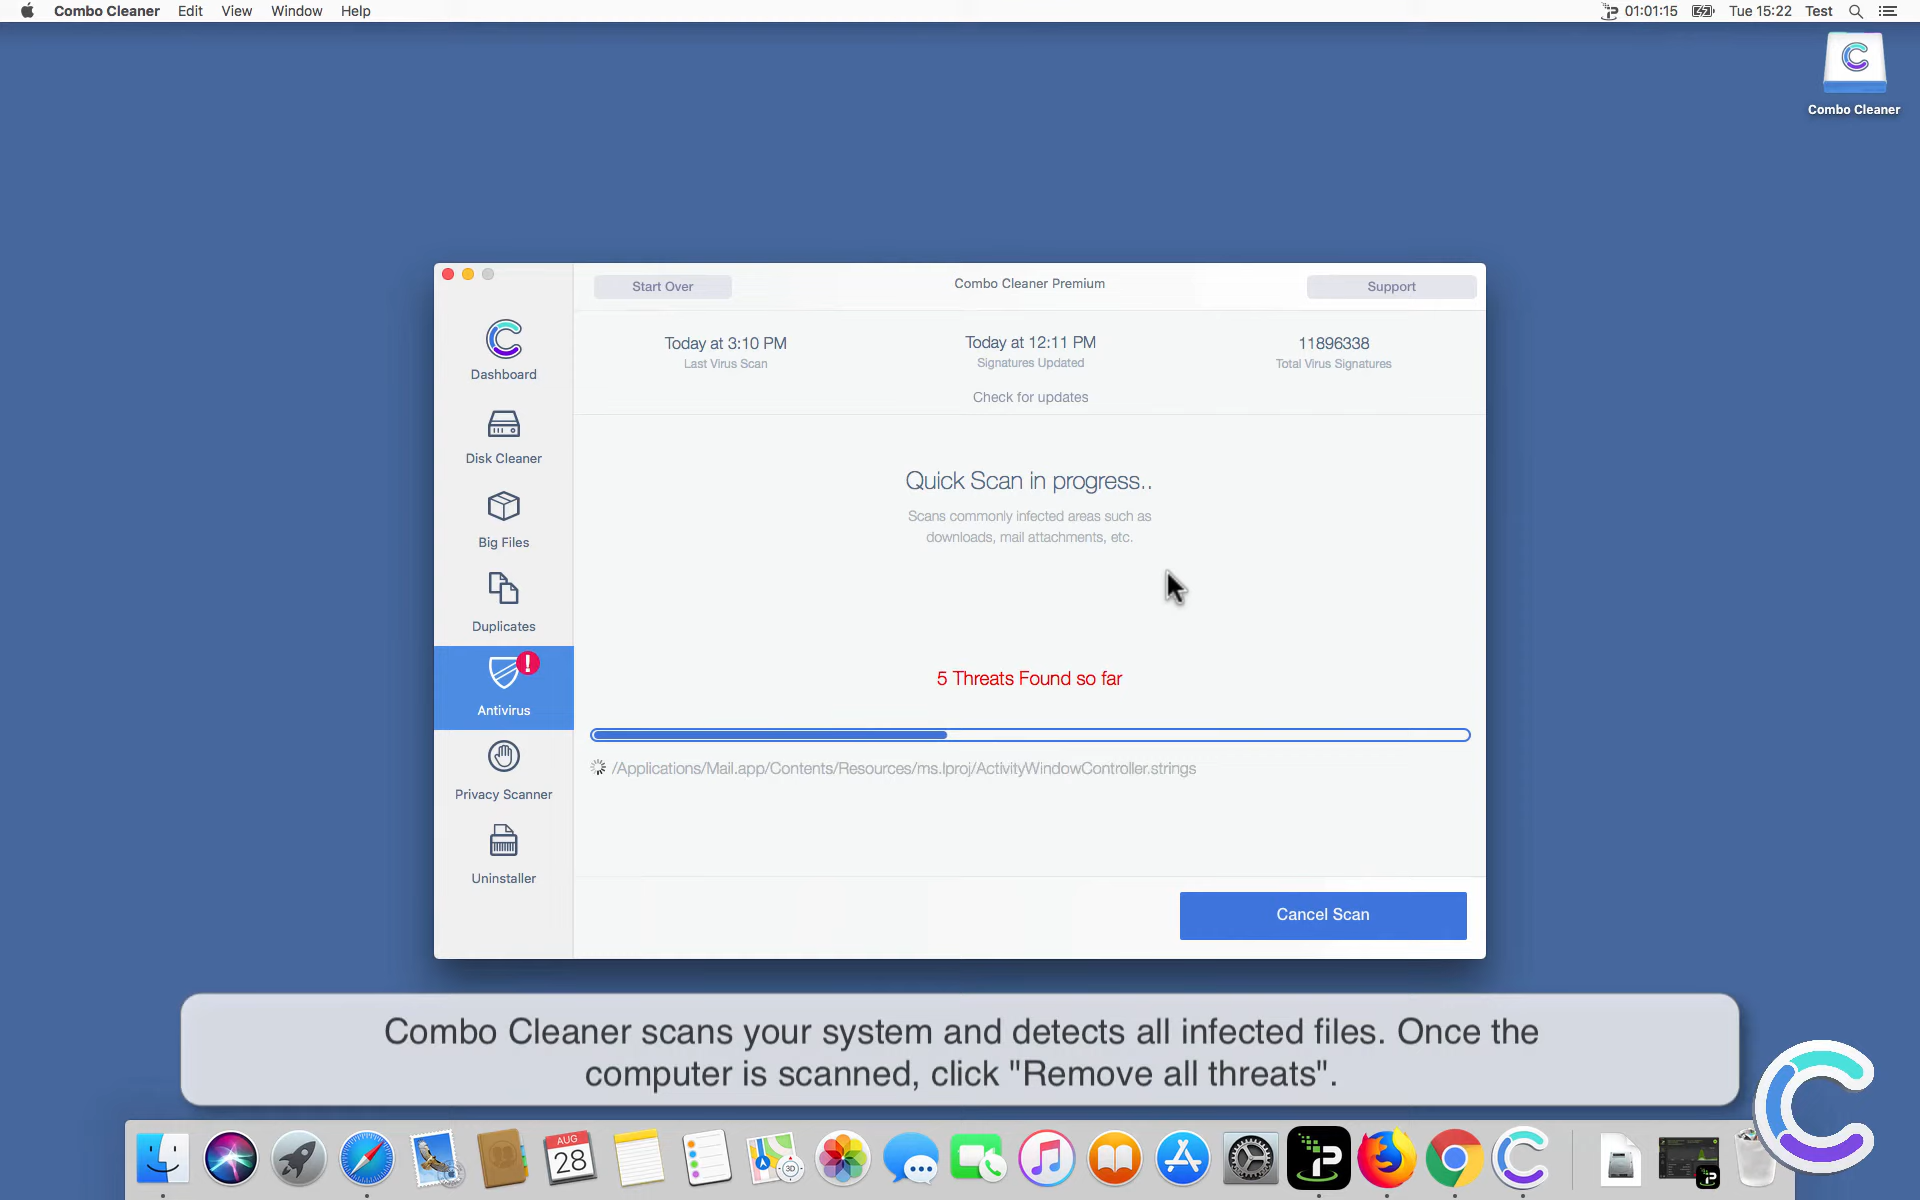 Combo Cleaner Edit View Window Help 01:01:15 Tue 15:22 Test
Combo Cleaner
Start Over Combo Cleaner Premium Support
Today at 3:10 PM Today at 12:11 PM 11896338
Last Virus Scan Signatures Updated Total Virus Signatures
Check for updates
Dashboard
Disk Cleaner
Big Files
Duplicates
Antivirus
Privacy Scanner
Uninstaller
Quick Scan in progress..
Scans commonly infected areas such as
downloads, mail attachments, etc.
5 Threats Found so far
/Applications/Mail.app/Contents/Resources/ms.lproj/ActivityWindowController.strings
Cancel Scan
Combo Cleaner scans your system and detects all infected files. Once the
computer is scanned, click "Remove all threats".
AUG
28
3D